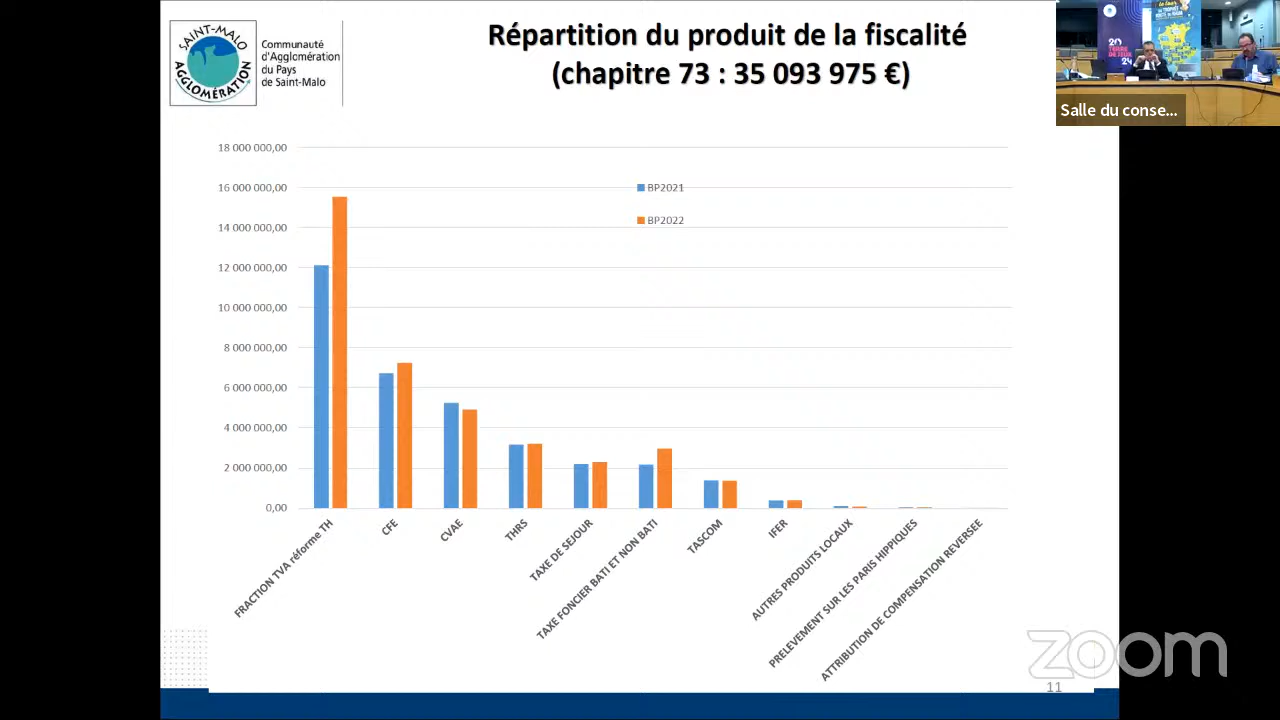 SAINT-MALO
AGGLOMÉRATION
Communauté
d'Agglomération
du Pays
de Saint-Malo
Répartition du produit de la fiscalité
(chapitre 73 : 35 093 975 €)
Salle du conse...
18 000 000,00
16 000 000,00
14 000 000,00
12 000 000,00
10 000 000,00
8 000 000,00
6 000 000,00
4 000 000,00
2 000 000,00
0,00
BP2021
BP2022
FRACTION TVA réforme TH
CFE
CVAE
THRS
TAXE DE SEJOUR
TAXE FONCIER BATI ET NON BATI
TASCOM
IFER
AUTRES PRODUITS LOCAUX
PRELEVEMENT SUR LES PARIS HIPPIQUES
ATTRIBUTION DE COMPENSATION REVERSEE
zoom
11